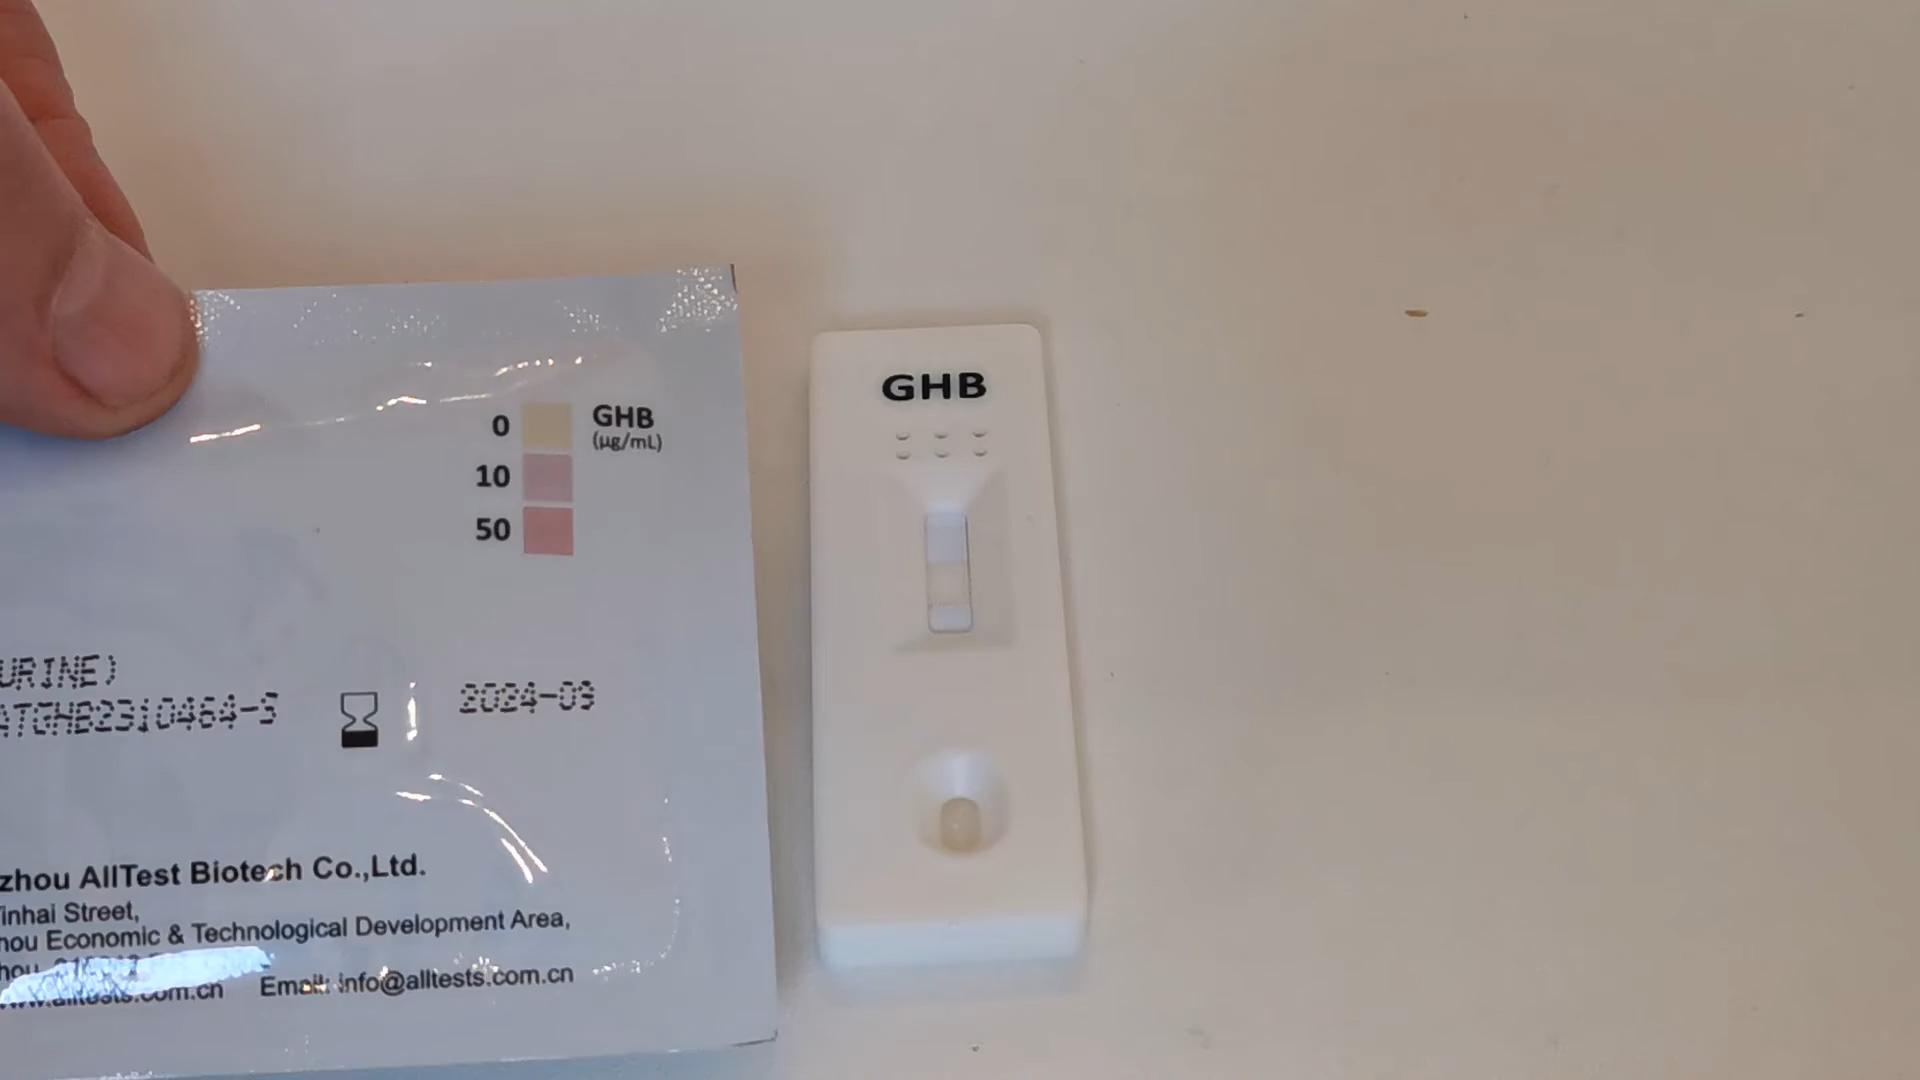 0 GHB
(µg/mL)
10
50
URINE)
ATGHB2310464-S
2024-09
zhou AllTest Biotech Co.,Ltd.
Yinhai Street,
hou Economic & Technological Development Area,
hou
www.alltests.com.cn Email: info@alltests.com.cn
GHB